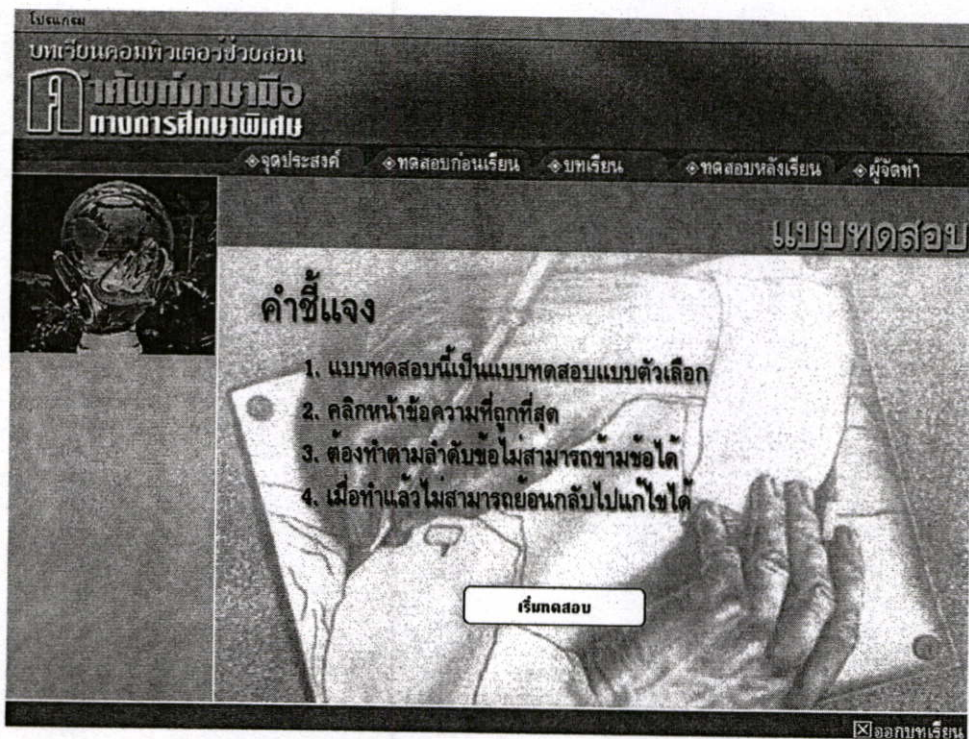 โปรแกรม
บทเรียนคอมพิวเตอร์ช่วยสอน
คำศัพท์ภาษามือ
ทางการศึกษาพิเศษ
จุดประสงค์ ทดสอบก่อนเรียน บทเรียน ทดสอบหลังเรียน ผู้จัดทำ
แบบทดสอบ
คำชี้แจง
1. แบบทดสอบนี้เป็นแบบทดสอบแบบตัวเลือก
2. คลิกหน้าข้อความที่ถูกที่สุด
3. ต้องทำตามลำดับข้อไม่สามารถข้ามข้อได้
4. เมื่อทำแล้วไม่สามารถย้อนกลับไปแก้ไขได้
เริ่มทดสอบ
ออกบทเรียน